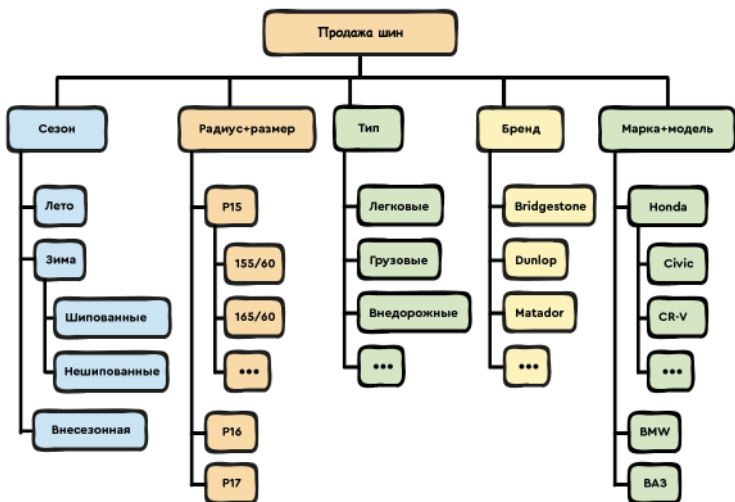 Продажа шин
Сезон
Радиус+размер
Тип
Бренд
Марка+модель
Лето
Зима
Шипованные
Нешипованные
Внесезонная
Р15
155/60
165/60
•••
Р16
Р17
Легковые
Грузовые
Внедорожные
•••
Bridgestone
Dunlop
Matador
•••
Honda
Civic
CR-V
•••
BMW
ВАЗ